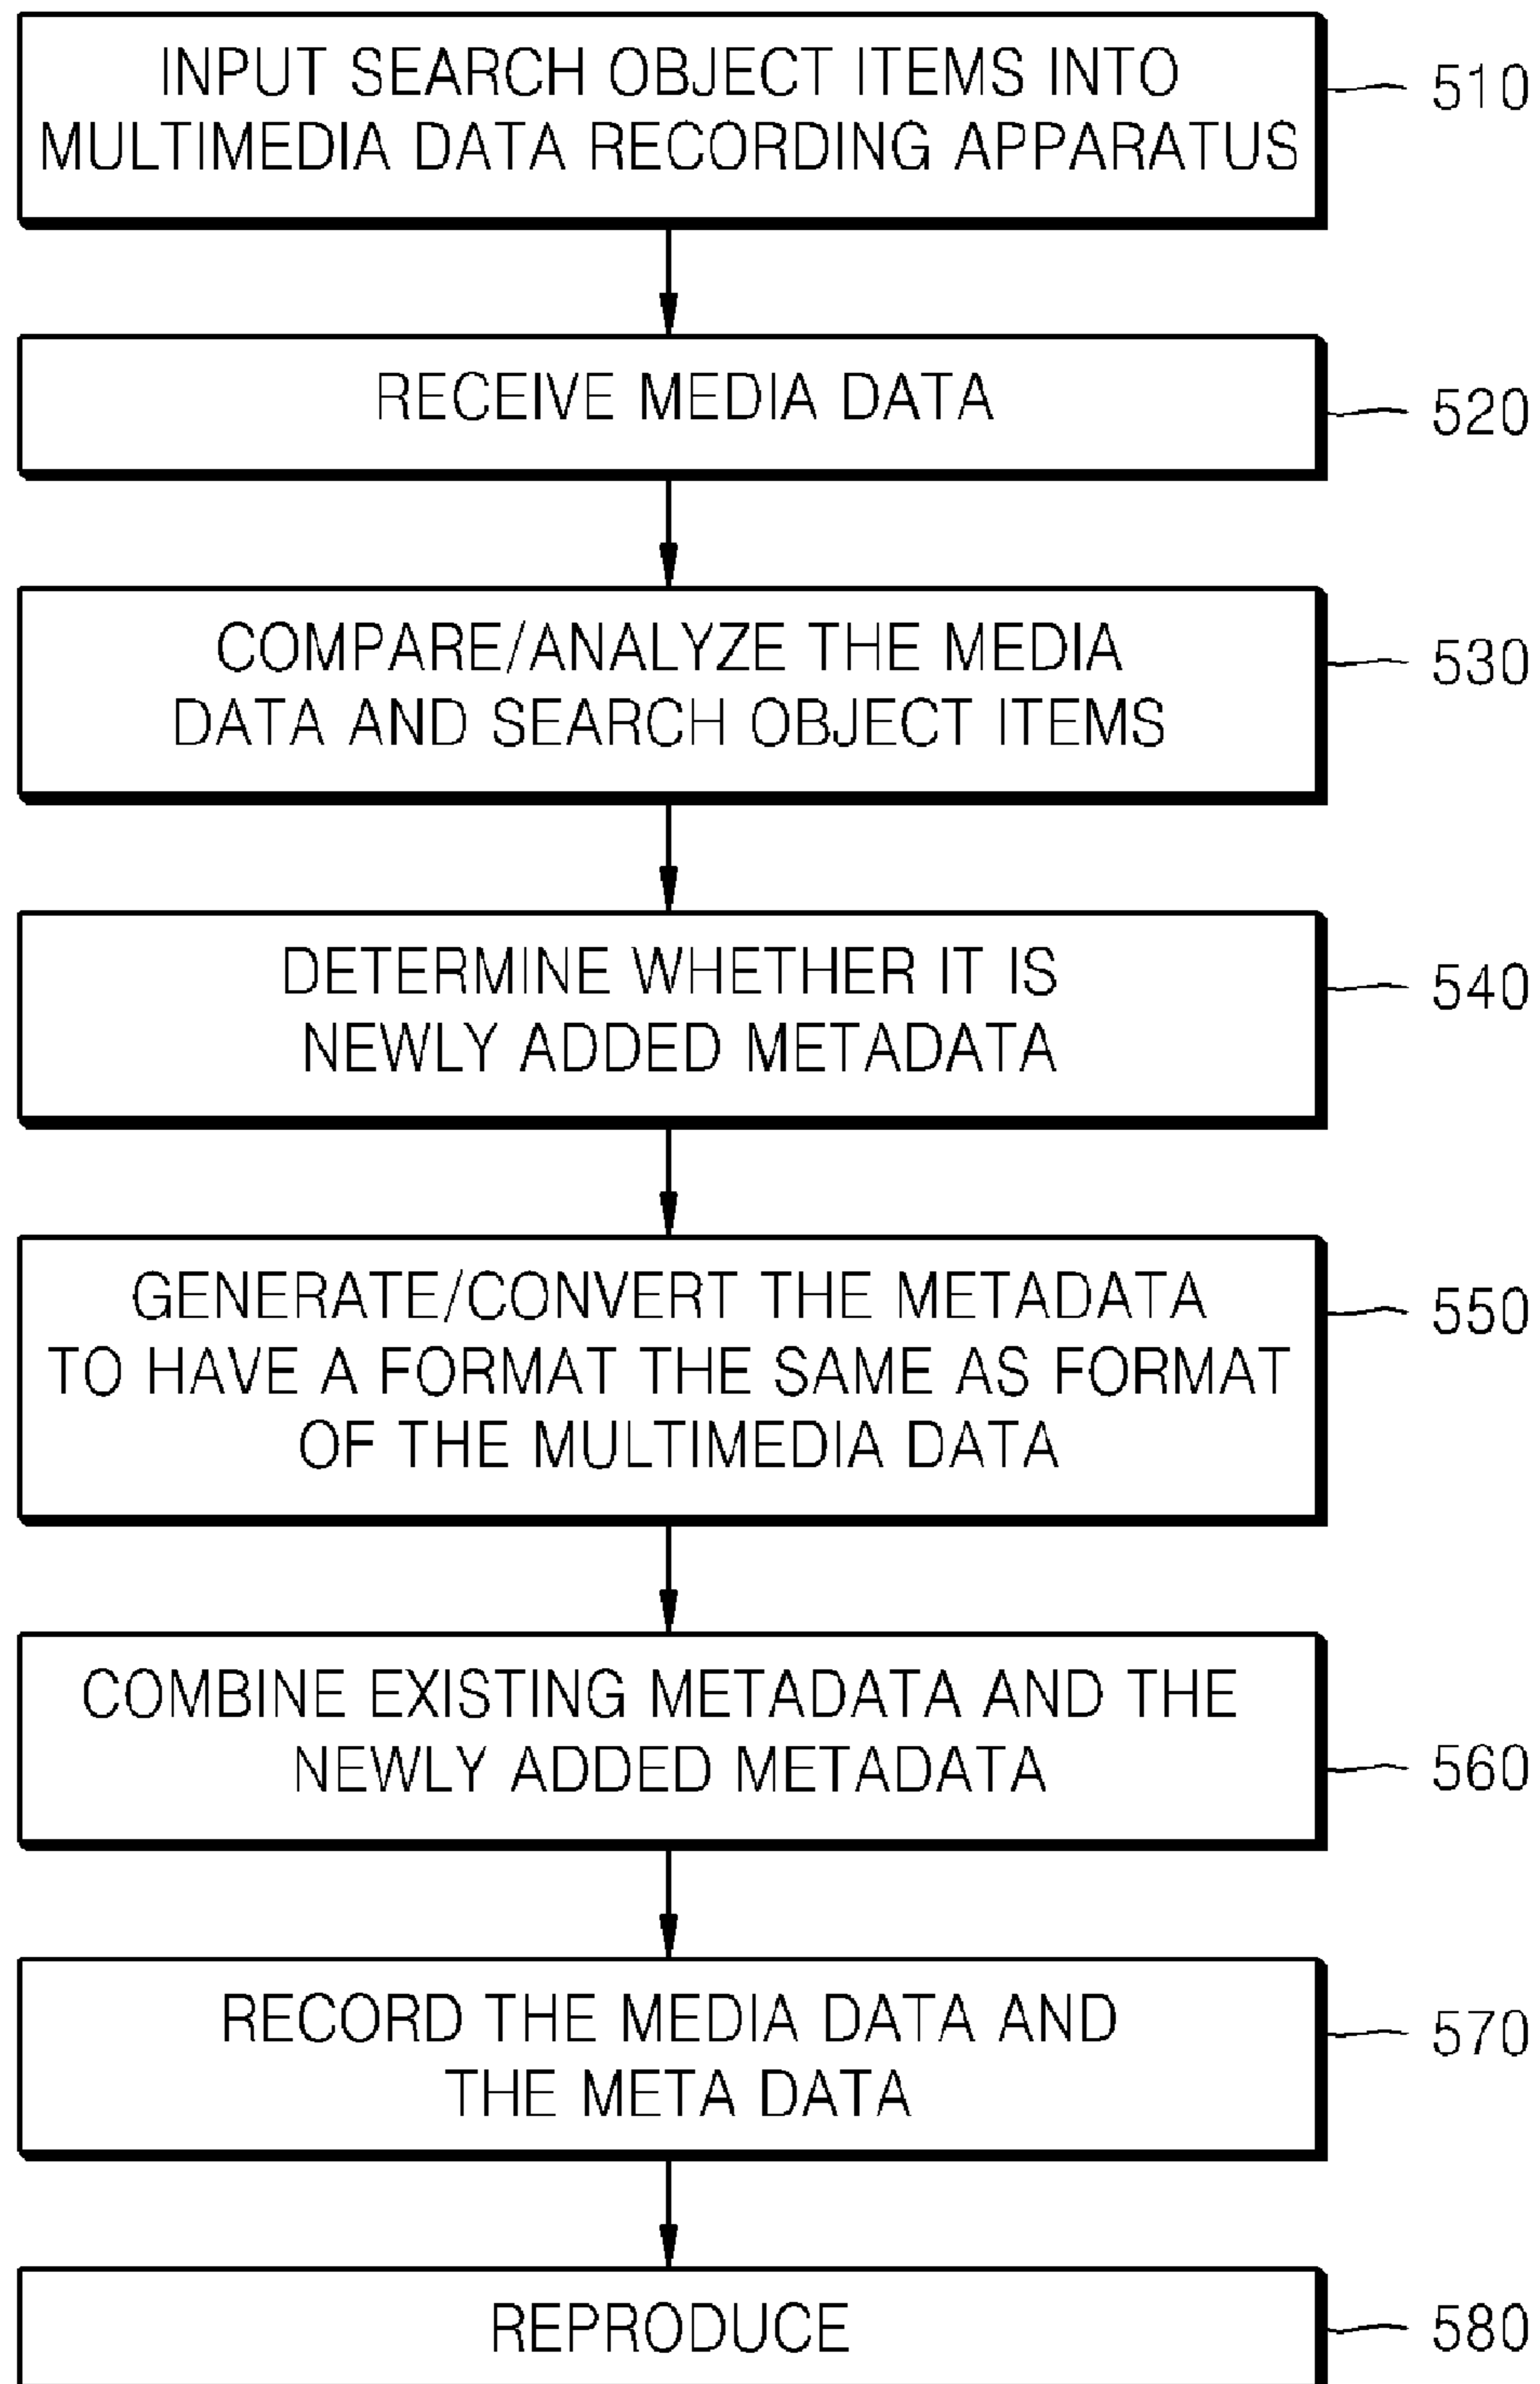 INPUT SEARCH OBJECT ITEMS INTO
MULTIMEDIA DATA RECORDING APPARATUS
510
RECEIVE MEDIA DATA
520
COMPARE/ANALYZE THE MEDIA
DATA AND SEARCH OBJECT ITEMS
530
DETERMINE WHETHER IT IS
NEWLY ADDED METADATA
540
GENERATE/CONVERT THE METADATA
TO HAVE A FORMAT THE SAME AS FORMAT
OF THE MULTIMEDIA DATA
550
COMBINE EXISTING METADATA AND THE
NEWLY ADDED METADATA
560
RECORD THE MEDIA DATA AND
THE META DATA
570
REPRODUCE
580